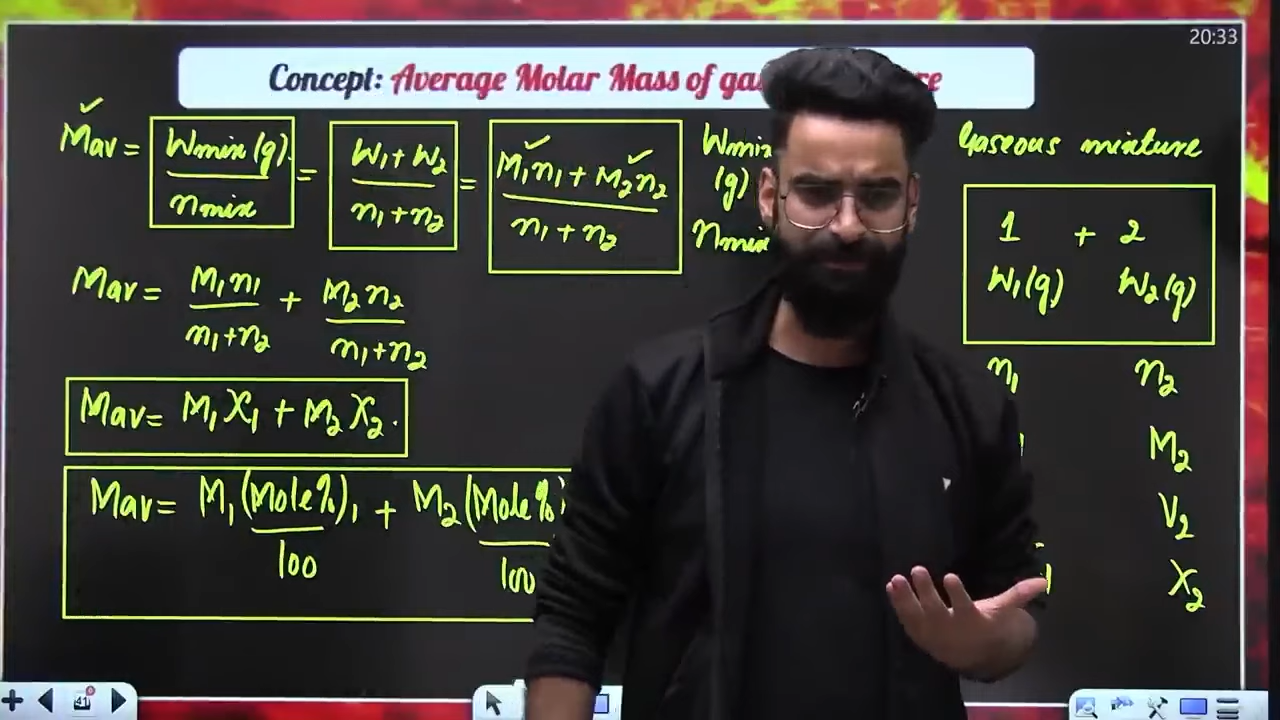 20:33
Concept: Average Molar Mass of
Mav = Wmix (g) / nmix = W₁ + W₂ / n₁ + n₂ = M₁n₁ + M₂n₂ / n₁ + n₂
Wmix
(g)
nmix
Mav = M₁n₁ / n₁+n₂ + M₂n₂ / n₁+n₂
Mav = M₁X₁ + M₂X₂.
Mav = M₁(Mole%)₁ / 100 + M₂(Mole%) / 100
Gaseous mixture
1 + 2
W₁(g) W₂(g)
n₁ n₂
M₂
V₂
X₂
41